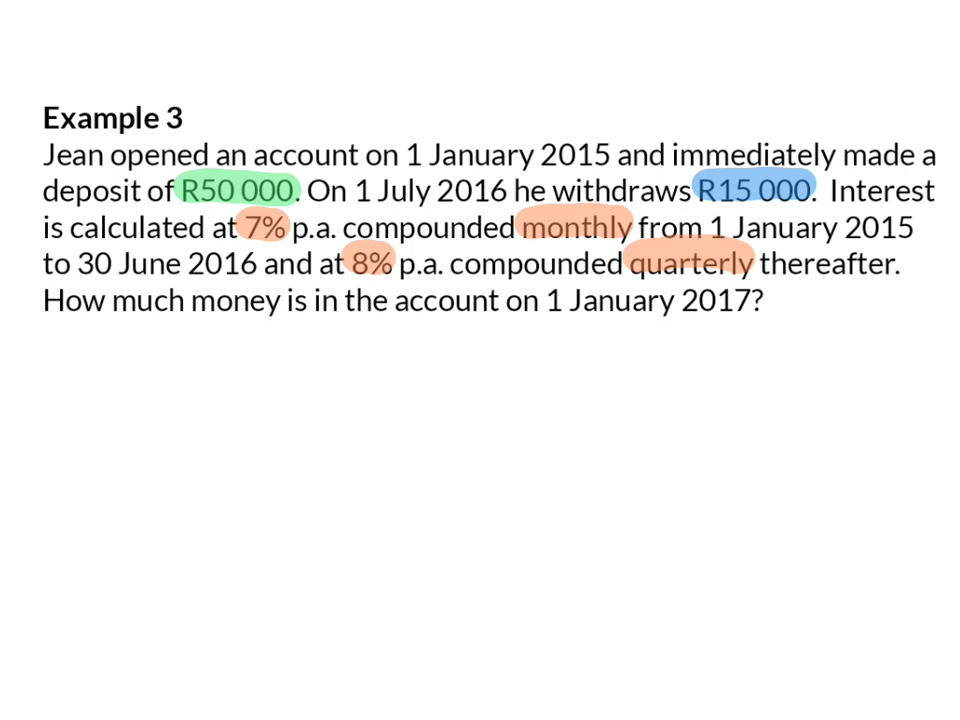 Example 3
Jean opened an account on 1 January 2015 and immediately made a
deposit of R50 000. On 1 July 2016 he withdraws R15 000. Interest
is calculated at 7% p.a. compounded monthly from 1 January 2015
to 30 June 2016 and at 8% p.a. compounded quarterly thereafter.
How much money is in the account on 1 January 2017?